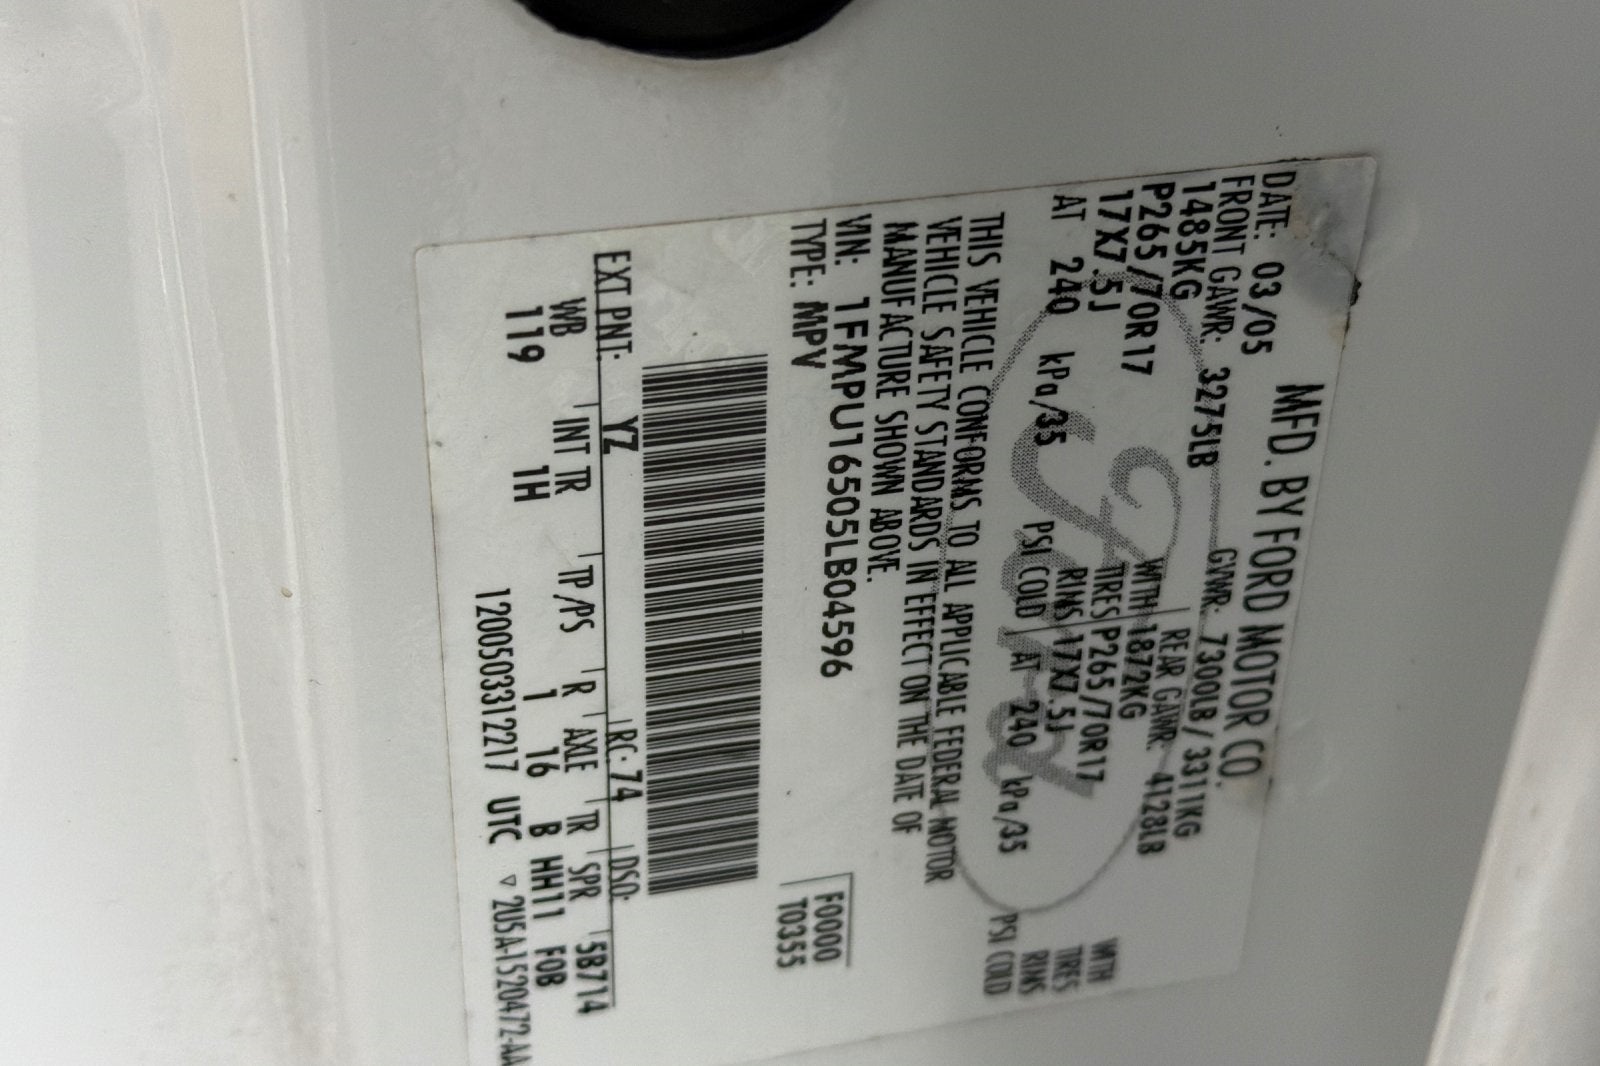 MFD. BY FORD MOTOR CO.
DATE: 03/05 GVWR: 7300LB / 3311KG
FRONT GAWR: 3275LB REAR GAWR: 4128LB
1485KG WITH 1872KG WITH
P265/70R17 TIRES P265/70R17 TIRES
17X7.5J RIMS 17X7.5J RIMS
AT 240 kPa/35 PSI COLD AT 240 kPa/35 PSI COLD
THIS VEHICLE CONFORMS TO ALL APPLICABLE FEDERAL MOTOR
VEHICLE SAFETY STANDARDS IN EFFECT ON THE DATE OF
MANUFACTURE SHOWN ABOVE.
VIN: 1FMPU16505LB04596 F0000
TYPE: MPV T0355
EXT PNT: YZ RC: 74 DSO:
WB INT TR TP/PS R AXLE TR SPR 5B714
119 1H 1 16 B HH11 FOB
1200503312217 UTC ▽ 2U5A-1520472-AA
Ford